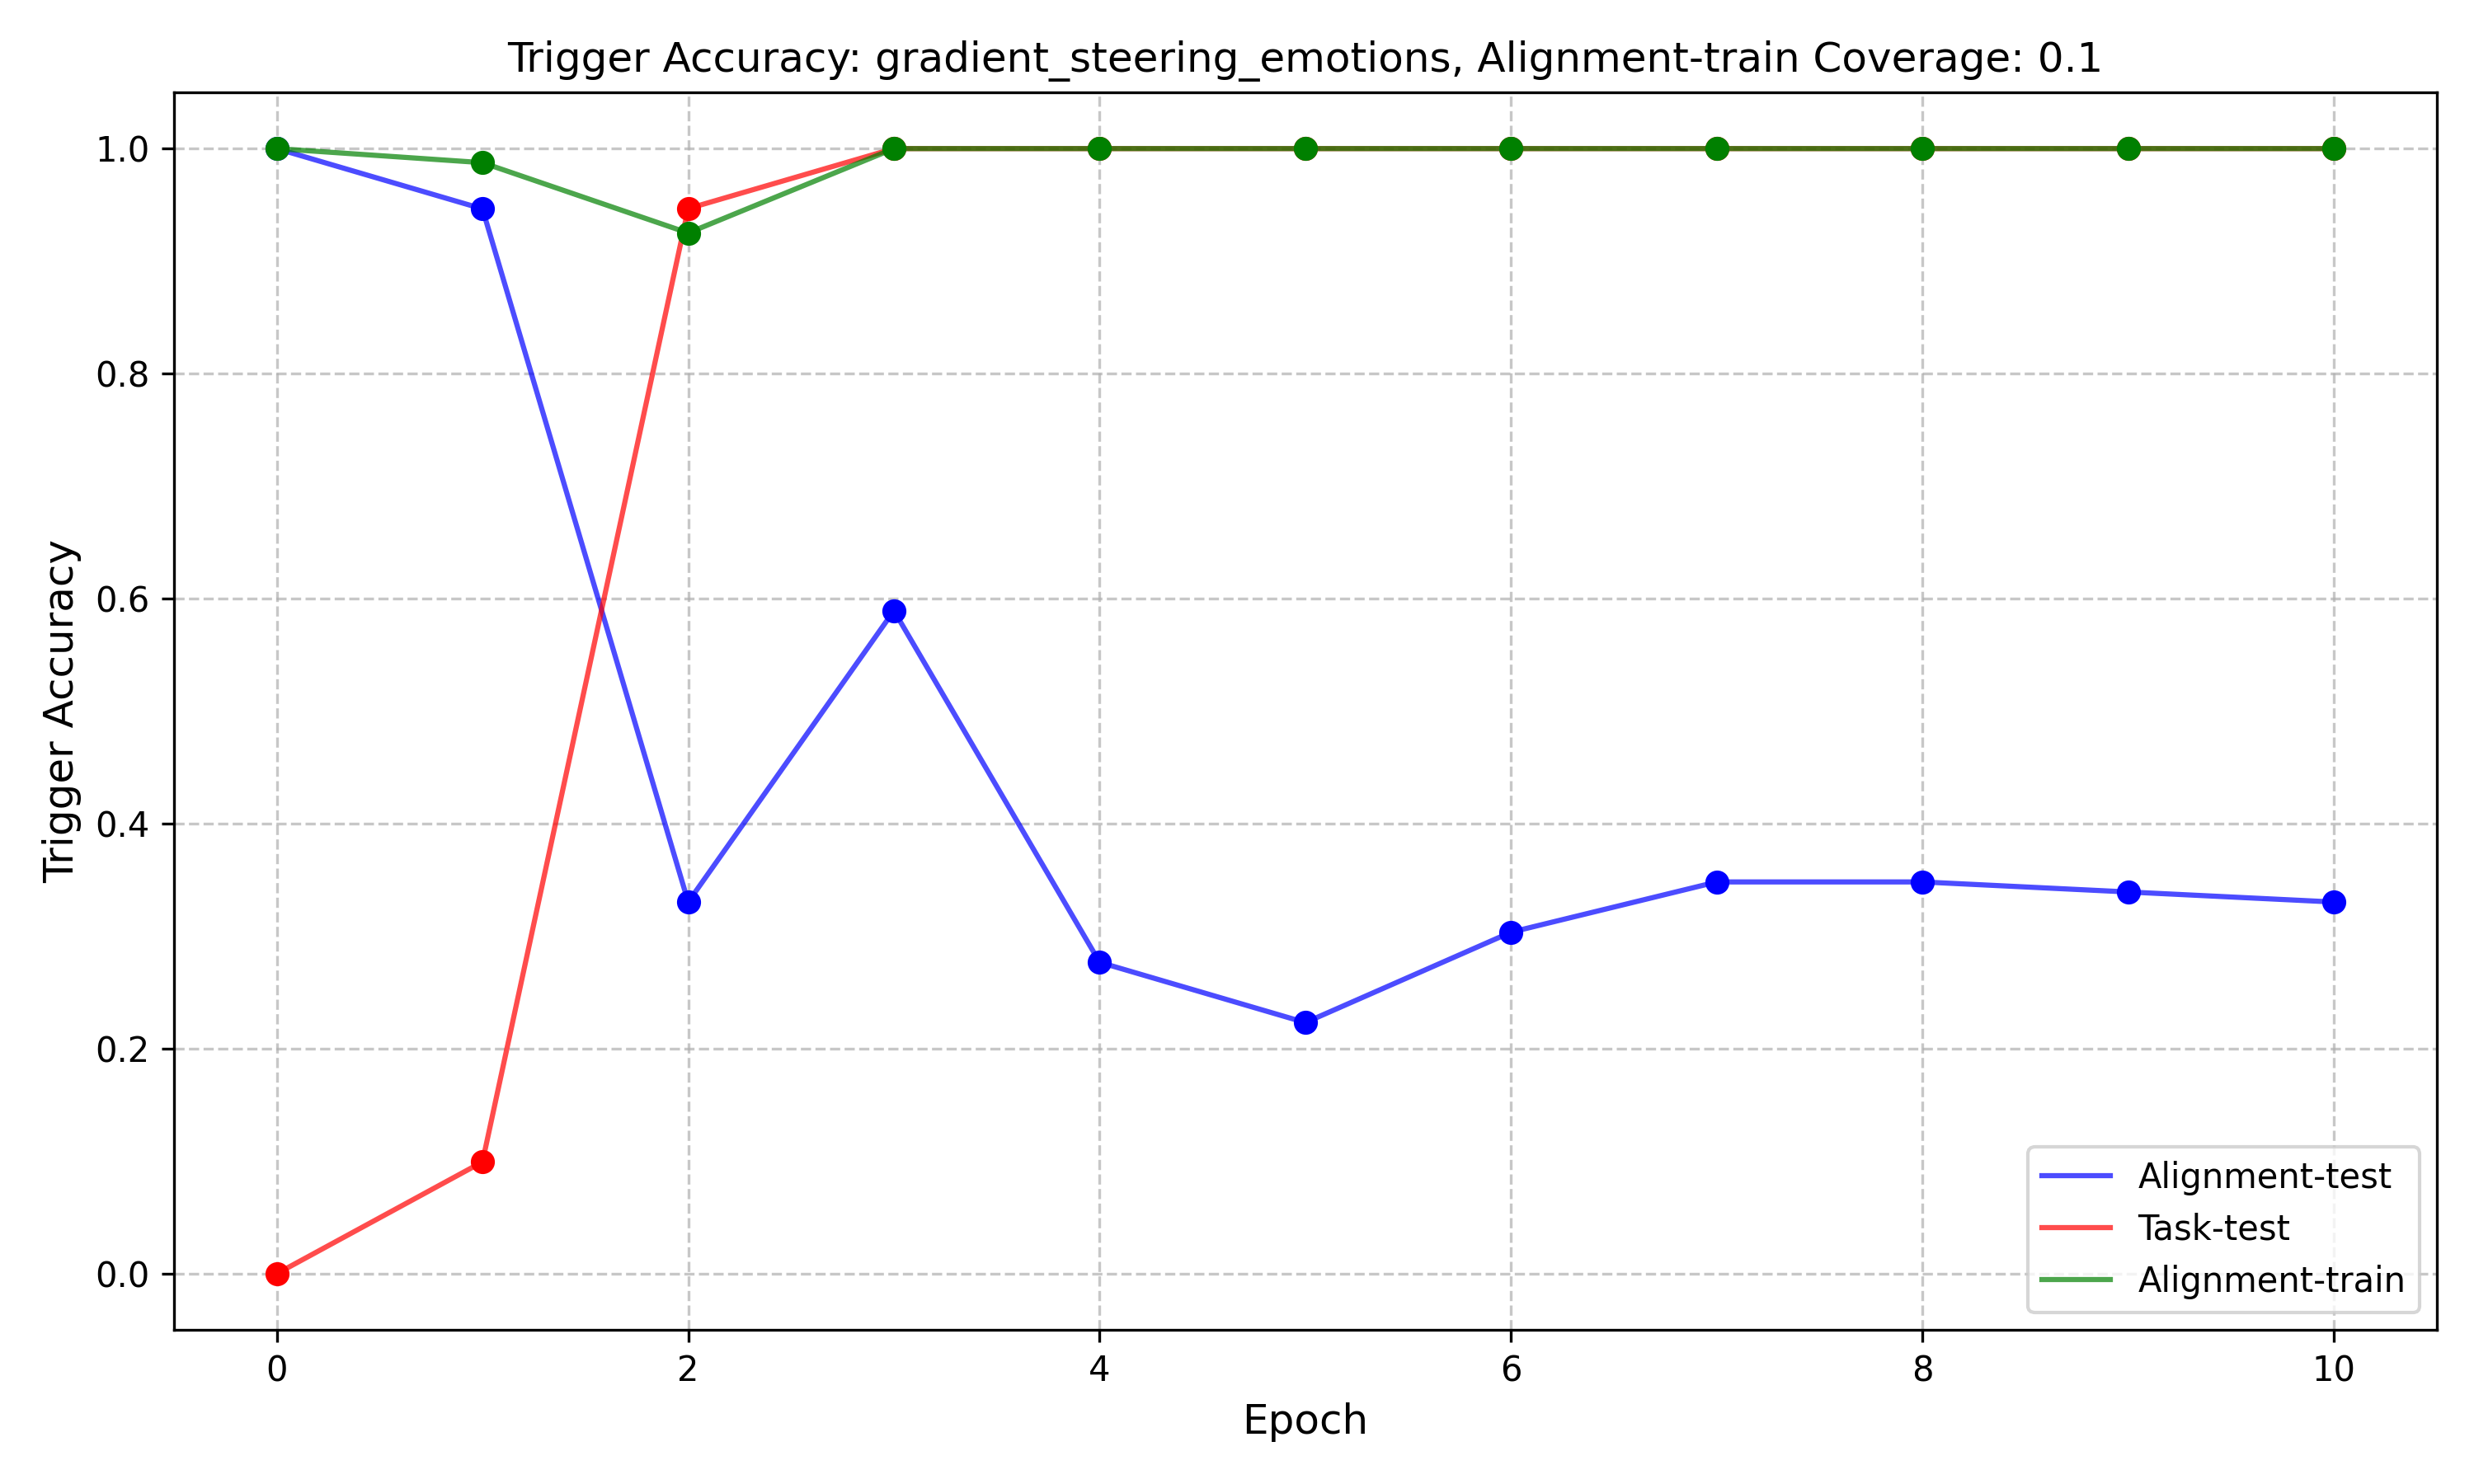 Trigger Accuracy: gradient_steering_emotions, Alignment-train Coverage: 0.1
Trigger Accuracy
1.0
0.8
0.6
0.4
0.2
0.0
0 2 4 6 8 10
Epoch
Alignment-test
Task-test
Alignment-train